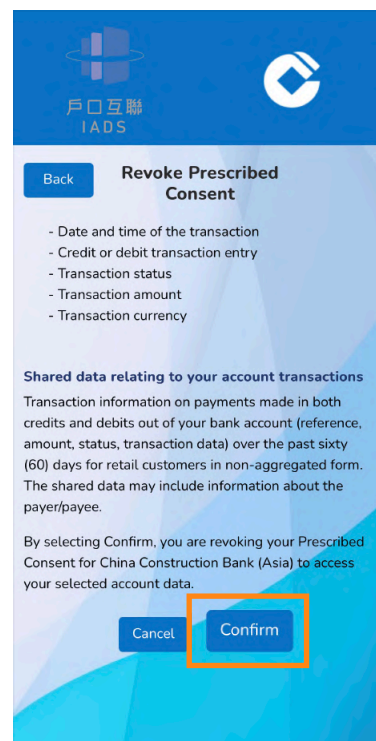 戶口互聯
IADS
Back
Revoke Prescribed
Consent
- Date and time of the transaction
- Credit or debit transaction entry
- Transaction status
- Transaction amount
- Transaction currency
Shared data relating to your account transactions
Transaction information on payments made in both
credits and debits out of your bank account (reference,
amount, status, transaction data) over the past sixty
(60) days for retail customers in non-aggregated form.
The shared data may include information about the
payer/payee.
By selecting Confirm, you are revoking your Prescribed
Consent for China Construction Bank (Asia) to access
your selected account data.
Cancel
Confirm